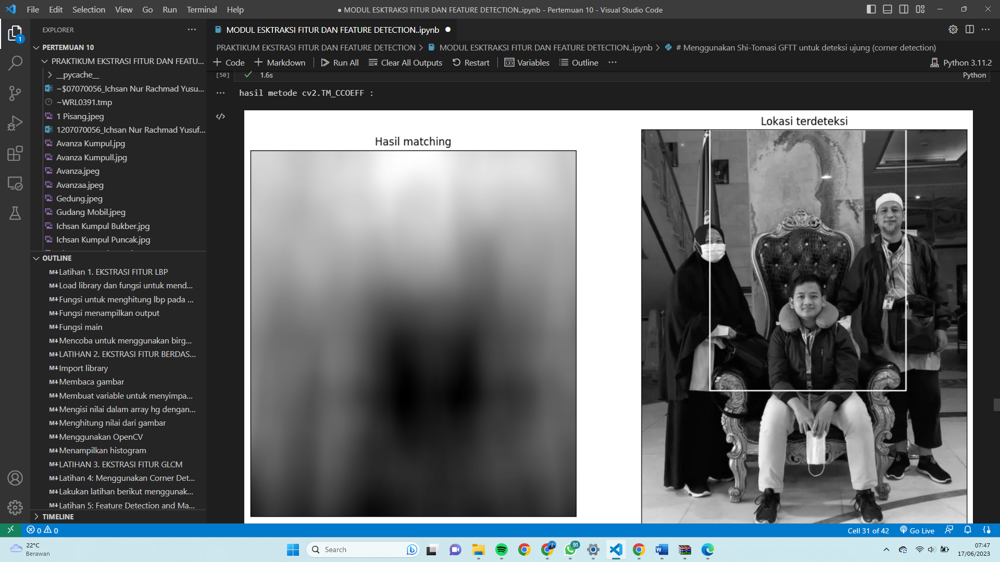 File Edit Selection View Go Run Terminal Help
● MODUL ESKTRAKSI FITUR DAN FEATURE DETECTION..ipynb - Pertemuan 10 - Visual Studio Code
EXPLORER
1
PERTEMUAN 10
PRAKTIKUM EKSTRASI FITUR DAN FEATU...
__pycache__
~$07070056_Ichsan Nur Rachmad Yusu...
~WRL0391.tmp
1 Pisang.jpeg
1207070056_Ichsan Nur Rachmad Yusuf...
Avanza Kumpul.jpg
Avanza Kumpull.jpg
Avanza.jpeg
Avanzaa.jpeg
Gedung.jpeg
Gudang Mobil.jpeg
Ichsan Kumpul Bukber.jpg
Ichsan Kumpul Puncak.jpg
OUTLINE
M↓Latihan 1. EKSTRASI FITUR LBP
M↓Load library dan fungsi untuk mend...
M↓Fungsi untuk menghitung lbp pada ...
M↓Fungsi menampilkan output
M↓Fungsi main
M↓Mencoba untuk menggunakan birg...
M↓LATIHAN 2. EKSTRASI FITUR BERDAS...
M↓Import library
M↓Membaca gambar
M↓Membuat variable untuk menyimpa...
M↓Mengisi nilai dalam array hg dengan...
M↓Menghitung nilai dari gambar
M↓Menggunakan OpenCV
M↓Menampilkan histogram
M↓LATIHAN 3. EKSTRASI FITUR GLCM
M↓Latihan 4: Menggunakan Corner Det...
M↓Lakukan latihan berikut menggunak...
M↓Latihan 5: Feature Detection and Ma...
TIMELINE
MODUL ESKTRAKSI FITUR DAN FEATURE DETECTION..ipynb ●
PRAKTIKUM EKSTRASI FITUR DAN FEATURE DETECTION > MODUL ESKTRAKSI FITUR DAN FEATURE DETECTION..ipynb > # Menggunakan Shi-Tomasi GFTT untuk deteksi ujung (corner detection)
+ Code + Markdown Run All Clear All Outputs Restart Variables Outline ... Python 3.11.2
[50] ✓ 1.6s Python
hasil metode cv2.TM_CCOEFF :
Hasil matching
Lokasi terdeteksi
0 0
Cell 31 of 42 Go Live
22°C
Berawan
Search
91
07:47
17/06/2023